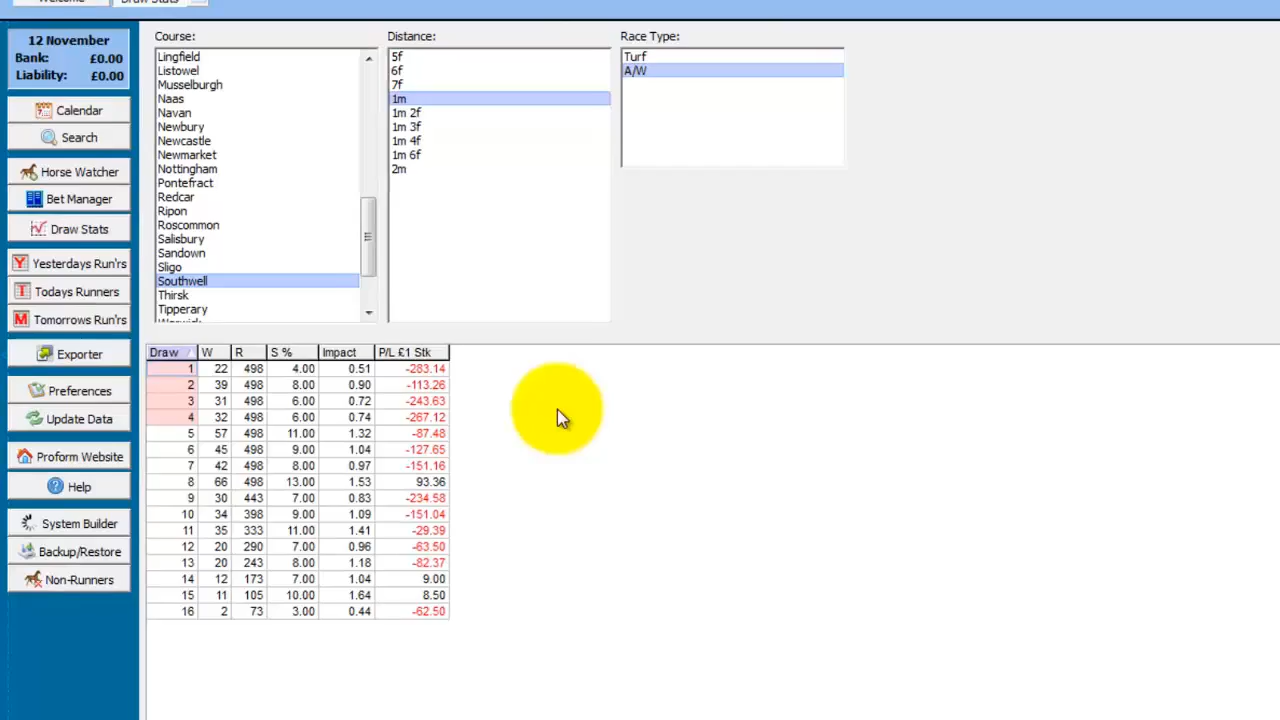 Welcome
Draw Stats
12 November
Bank: £0.00
Liability: £0.00
Calendar
Search
Horse Watcher
Bet Manager
Draw Stats
Yesterdays Run'rs
Todays Runners
Tomorrows Run'rs
Exporter
Preferences
Update Data
Proform Website
Help
System Builder
Backup/Restore
Non-Runners
Course:
Lingfield
Listowel
Musselburgh
Naas
Navan
Newbury
Newcastle
Newmarket
Nottingham
Pontefract
Redcar
Ripon
Roscommon
Salisbury
Sandown
Sligo
Southwell
Thirsk
Tipperary
Distance:
5f
6f
7f
1m
1m 2f
1m 3f
1m 4f
1m 6f
2m
Race Type:
Turf
A/W
Draw W R S % Impact P/L £1 Stk
1 22 498 4.00 0.51 -283.14
2 39 498 8.00 0.90 -113.26
3 31 498 6.00 0.72 -243.63
4 32 498 6.00 0.74 -267.12
5 57 498 11.00 1.32 -87.48
6 45 498 9.00 1.04 -127.65
7 42 498 8.00 0.97 -151.16
8 66 498 13.00 1.53 93.36
9 30 443 7.00 0.83 -234.58
10 34 398 9.00 1.09 -151.04
11 35 333 11.00 1.41 -29.39
12 20 290 7.00 0.96 -63.50
13 20 243 8.00 1.18 -82.37
14 12 173 7.00 1.04 9.00
15 11 105 10.00 1.64 8.50
16 2 73 3.00 0.44 -62.50